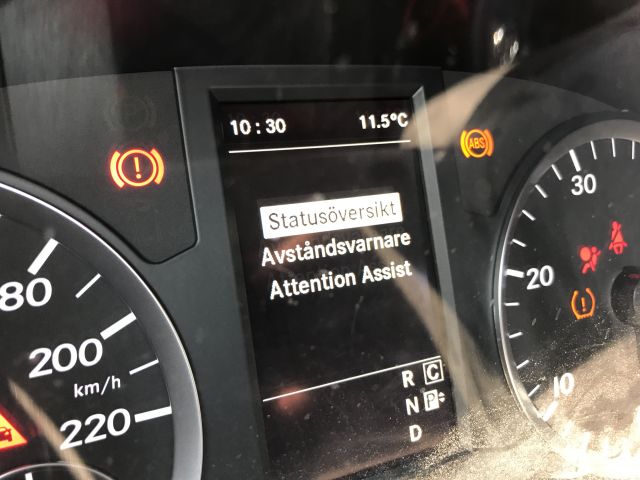 10:30 11.5°C
ABS
Statusöversikt
Avståndsvarnare
Attention Assist
R C
N P
D
80
200
km/h
220
30
20
10